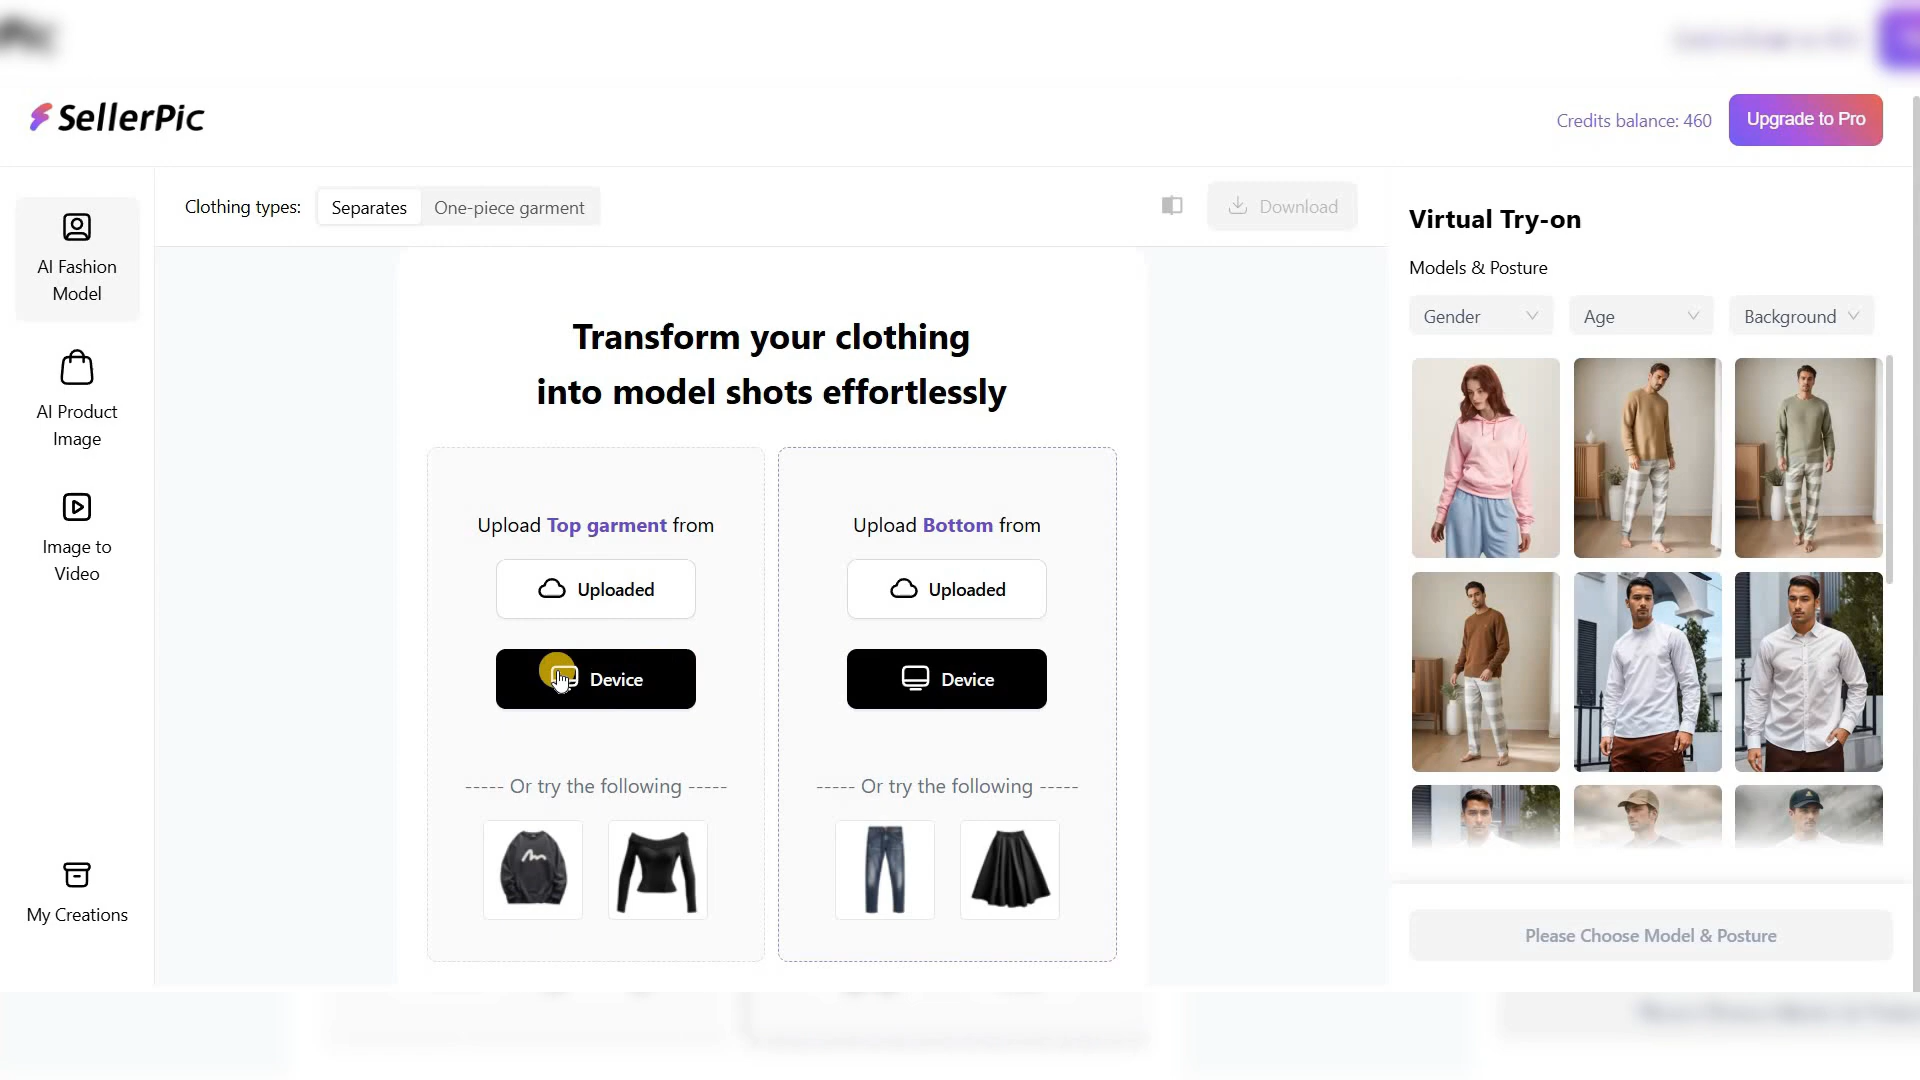 SellerPic
Credits balance: 460
Upgrade to Pro
AI Fashion
Model
AI Product
Image
Image to
Video
My Creations
Clothing types:
Separates
One-piece garment
Download
Transform your clothing
into model shots effortlessly
Upload Top garment from
Uploaded
Device
----- Or try the following -----
Upload Bottom from
Uploaded
Device
----- Or try the following -----
Virtual Try-on
Models & Posture
Gender
Age
Background
Please Choose Model & Posture